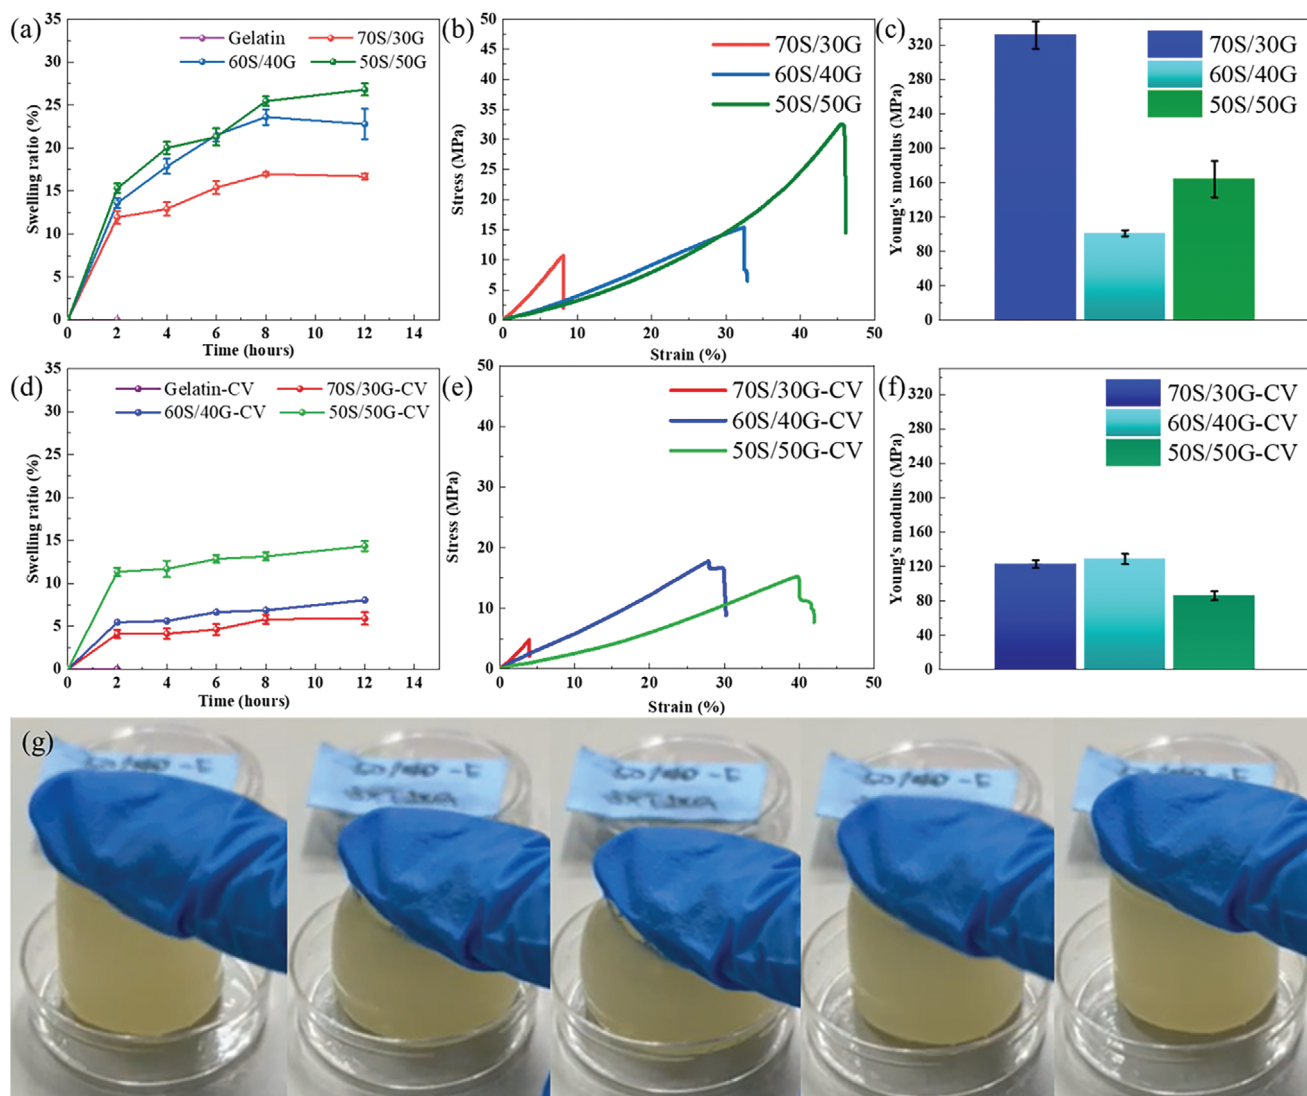 (a)
35
30
25
20
15
10
5
0
Swelling ratio (%)
Gelatin 70S/30G
60S/40G 50S/50G
0 2 4 6 8 10 12 14
Time (hours)
(b)
50
45
40
35
30
25
20
15
10
5
0
Stress (MPa)
70S/30G
60S/40G
50S/50G
0 10 20 30 40 50
Strain (%)
(c)
320
280
240
200
160
120
80
40
0
Young's modulus (MPa)
70S/30G
60S/40G
50S/50G
(d)
35
30
25
20
15
10
5
0
Swelling ratio (%)
Gelatin-CV 70S/30G-CV
60S/40G-CV 50S/50G-CV
0 2 4 6 8 10 12 14
Time (hours)
(e)
50
40
30
20
10
0
Stress (MPa)
70S/30G-CV
60S/40G-CV
50S/50G-CV
0 10 20 30 40 50
Strain (%)
(f)
320
280
240
200
160
120
80
40
0
Young's modulus (MPa)
70S/30G-CV
60S/40G-CV
50S/50G-CV
(g)